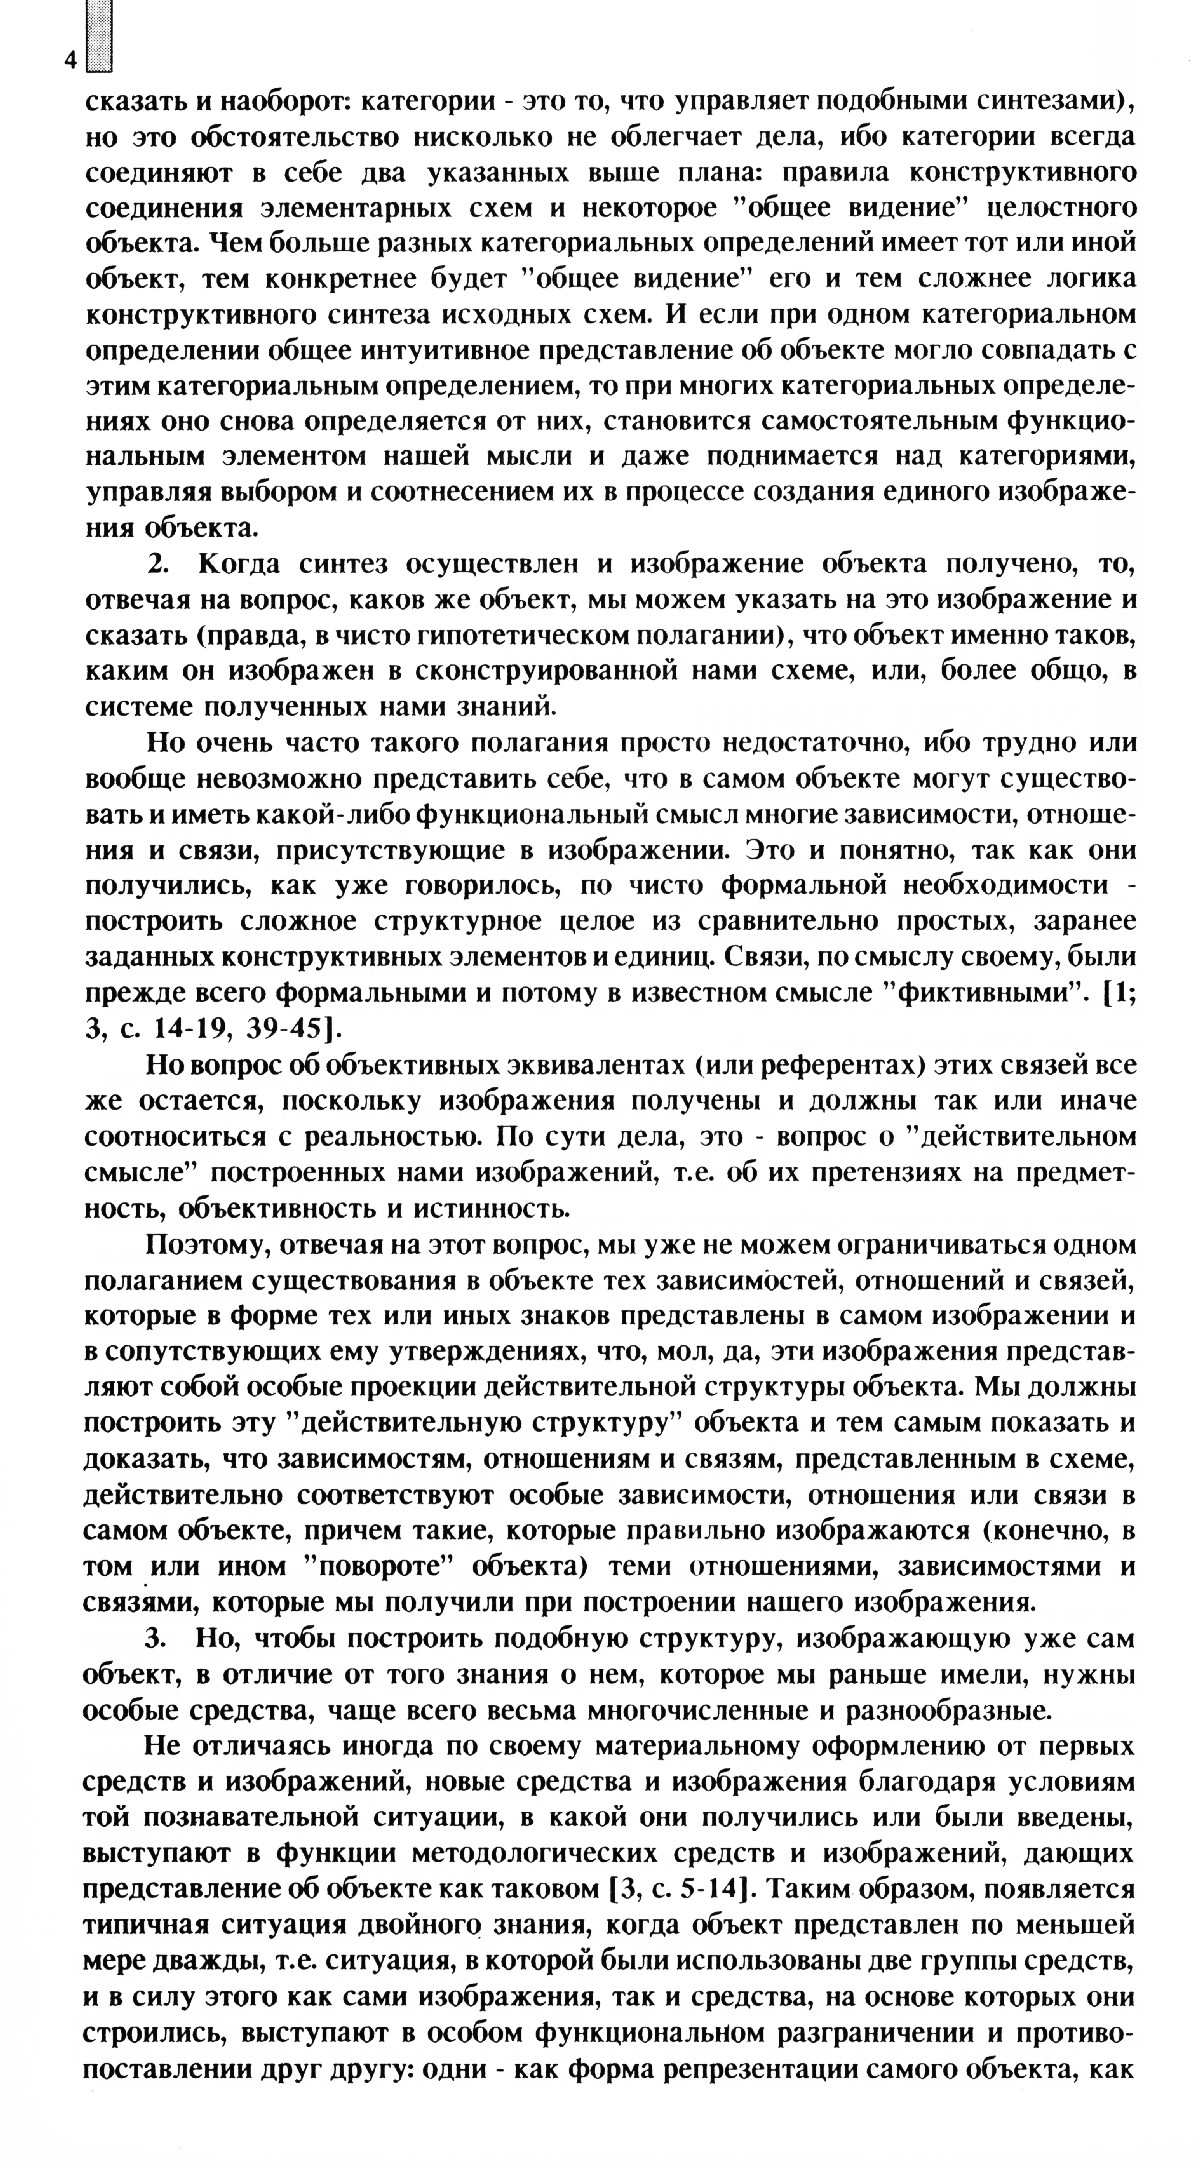 4
сказать и наоборот: категории - это то, что управляет подобными синтезами),
но это обстоятельство нисколько не облегчает дела, ибо категории всегда
соединяют в себе два указанных выше плана: правила конструктивного
соединения элементарных схем и некоторое ”общее видение” целостного
объекта. Чем больше разных категориальных определений имеет тот или иной
объект, тем конкретнее будет ”общее видение” его и тем сложнее логика
конструктивного синтеза исходных схем. И если при одном категориальном
определении общее интуитивное представление об объекте могло совпадать с
этим категориальным определением, то при многих категориальных определе-
ниях оно снова определяется от них, становится самостоятельным функцио-
нальным элементом нашей мысли и даже поднимается над категориями,
управляя выбором и соотнесением их в процессе создания единого изображе-
ния объекта.
2. Когда синтез осуществлен и изображение объекта получено, то,
отвечая на вопрос, каков же объект, мы можем указать на это изображение и
сказать (правда, в чисто гипотетическом полагании), что объект именно таков,
каким он изображен в сконструированной нами схеме, или, более общо, в
системе полученных нами знаний.
Но очень часто такого полагания просто недостаточно, ибо трудно или
вообще невозможно представить себе, что в самом объекте могут существо-
вать и иметь какой-либо функциональный смысл многие зависимости, отноше-
ния и связи, присутствующие в изображении. Это и понятно, так как они
получились, как уже говорилось, по чисто формальной необходимости -
построить сложное структурное целое из сравнительно простых, заранее
заданных конструктивных элементов и единиц. Связи, по смыслу своему, были
прежде всего формальными и потому в известном смысле ”фиктивными”. [1;
3, с. 14-19, 39-45].
Но вопрос об объективных эквивалентах (или референтах) этих связей все
же остается, поскольку изображения получены и должны так или иначе
соотноситься с реальностью. По сути дела, это - вопрос о ”действительном
смысле” построенных нами изображений, т.е. об их претензиях на предмет-
ность, объективность и истинность.
Поэтому, отвечая на этот вопрос, мы уже не можем ограничиваться одном
полаганием существования в объекте тех зависимостей, отношений и связей,
которые в форме тех или иных знаков представлены в самом изображении и
в сопутствующих ему утверждениях, что, мол, да, эти изображения представ-
ляют собой особые проекции действительной структуры объекта. Мы должны
построить эту ”действительную структуру” объекта и тем самым показать и
доказать, что зависимостям, отношениям и связям, представленным в схеме,
действительно соответствуют особые зависимости, отношения или связи в
самом объекте, причем такие, которые правильно изображаются (конечно, в
том или ином ”повороте” объекта) теми отношениями, зависимостями и
связями, которые мы получили при построении нашего изображения.
3. Но, чтобы построить подобную структуру, изображающую уже сам
объект, в отличие от того знания о нем, которое мы раньше имели, нужны
особые средства, чаще всего весьма многочисленные и разнообразные.
Не отличаясь иногда по своему материальному оформлению от первых
средств и изображений, новые средства и изображения благодаря условиям
той познавательной ситуации, в какой они получились или были введены,
выступают в функции методологических средств и изображений, дающих
представление об объекте как таковом [3, с. 5-14]. Таким образом, появляется
типичная ситуация двойного знания, когда объект представлен по меньшей
мере дважды, т.е. ситуация, в которой были использованы две группы средств,
и в силу этого как сами изображения, так и средства, на основе которых они
строились, выступают в особом функциональном разграничении и противо-
поставлении друг другу: одни - как форма репрезентации самого объекта, как